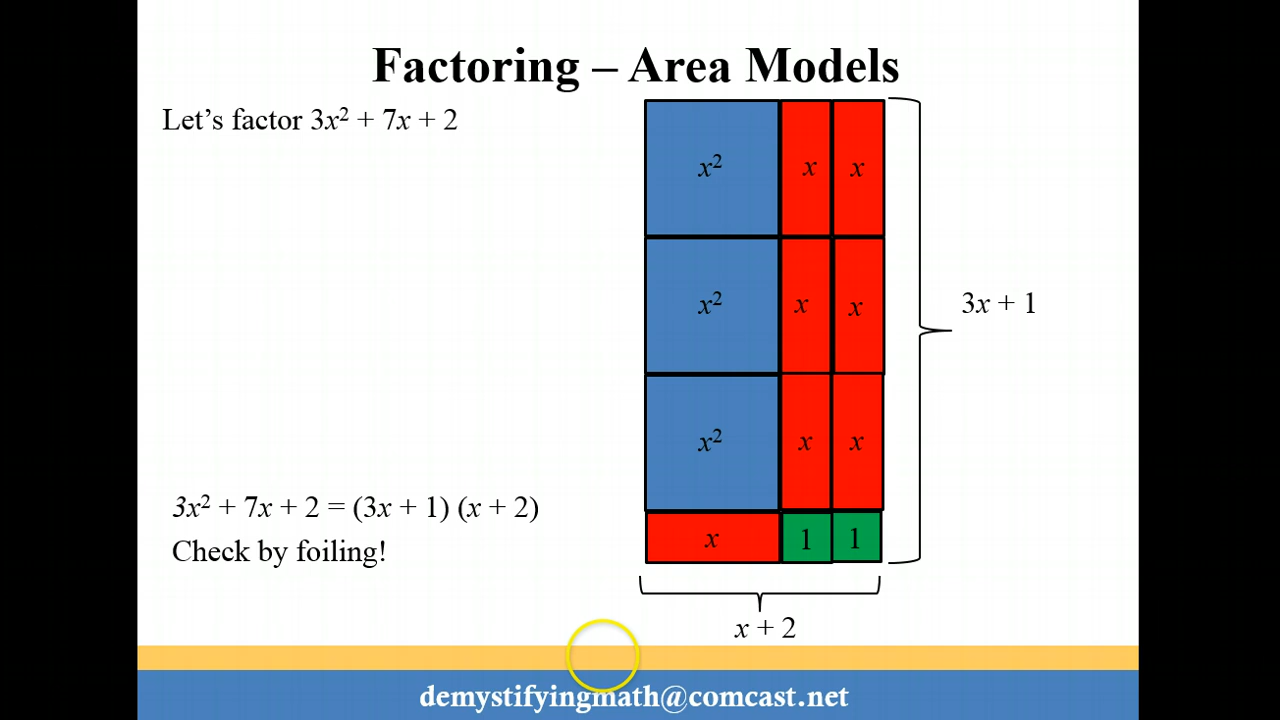 Factoring – Area Models
Let's factor 3x² + 7x + 2
x² x x
x² x x
3x + 1
x² x x
3x² + 7x + 2 = (3x + 1) (x + 2)
x 1 1
Check by foiling!
x + 2
demystifyingmath@comcast.net